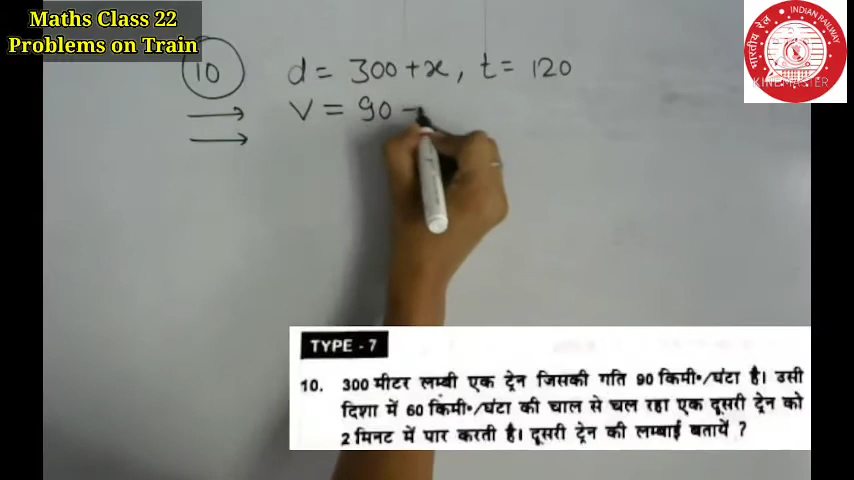 Maths Class 22
Problems on Train
भारतीय रेल
INDIAN RAILWAY
KINEMASTER
10
d = 300 + x, t = 120
v = 90 -
TYPE - 7
10. 300 मीटर लम्बी एक ट्रेन जिसकी गति 90 किमी॰/घंटा है। उसी
दिशा में 60 किमी॰/घंटा की चाल से चल रहा एक दूसरी ट्रेन को
2 मिनट में पार करती है। दूसरी ट्रेन की लम्बाई बतायें ?